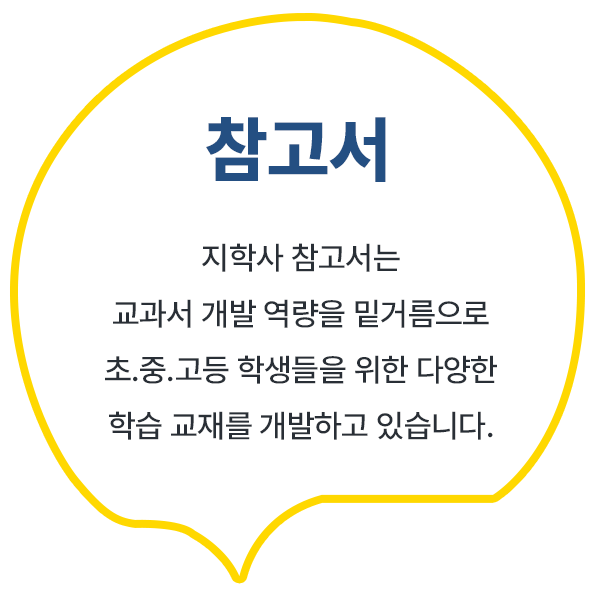 참고서
지학사 참고서는
교과서 개발 역량을 밑거름으로
초.중.고등 학생들을 위한 다양한
학습 교재를 개발하고 있습니다.